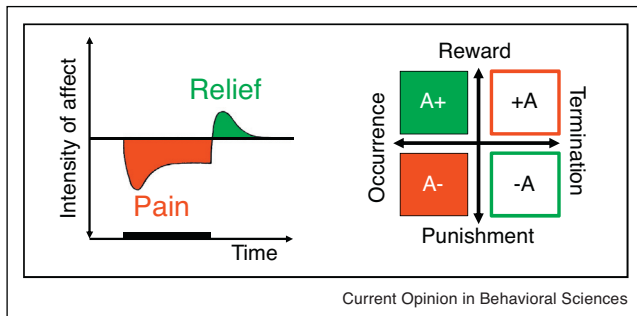 Intensity of affect
Relief
Pain
Time
Reward
Occurrence
A+
+A
Termination
A-
-A
Punishment
Current Opinion in Behavioral Sciences